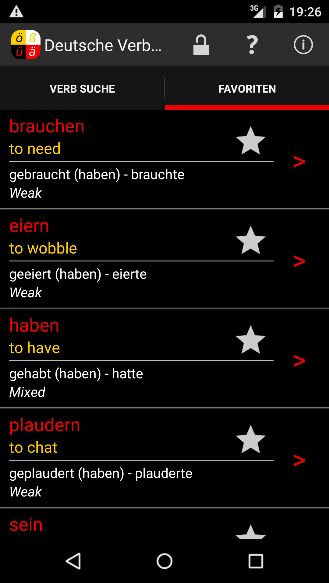 3G
19:26
ö ß
ü ä
Deutsche Verb…
VERB SUCHE
FAVORITEN
brauchen
to need
gebraucht (haben) - brauchte
Weak
>
eiern
to wobble
geeiert (haben) - eierte
Weak
>
haben
to have
gehabt (haben) - hatte
Mixed
>
plaudern
to chat
geplaudert (haben) - plauderte
Weak
>
sein